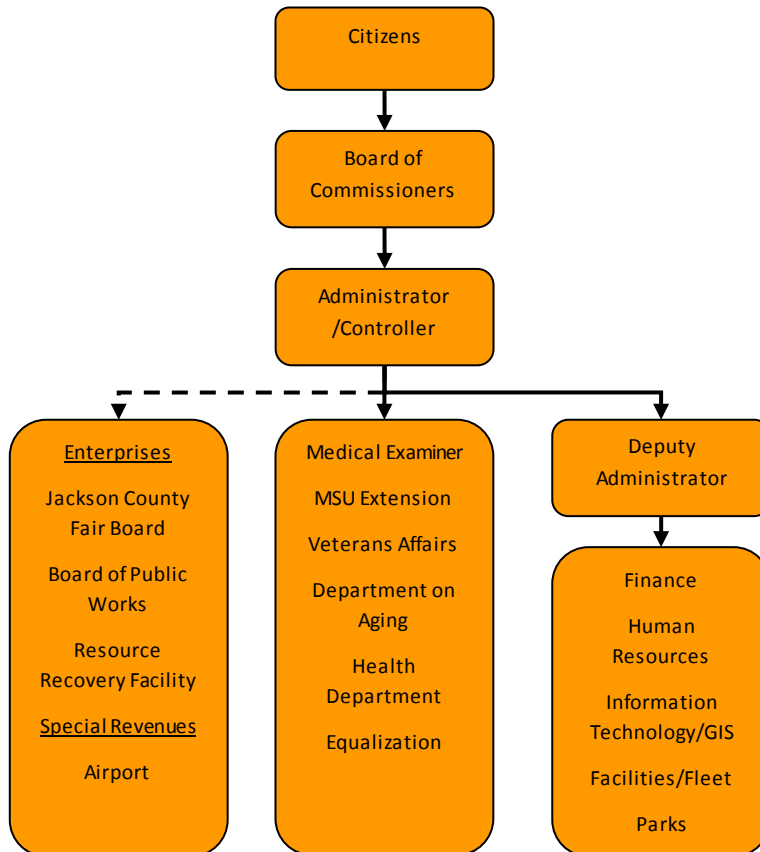 Citizens
Board of
Commissioners
Administrator
/Controller
Enterprises
Jackson County
Fair Board
Board of Public
Works
Resource
Recovery Facility
Special Revenues
Airport
Medical Examiner
MSU Extension
Veterans Affairs
Department on
Aging
Health
Department
Equalization
Deputy
Administrator
Finance
Human
Resources
Information
Technology/GIS
Facilities/Fleet
Parks